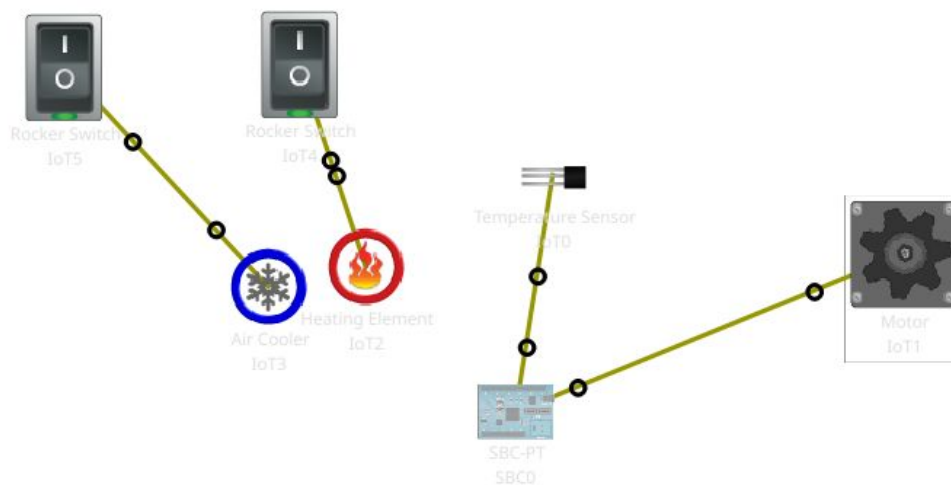 Rocker Switch
IoT5
Rocker Switch
IoT4
Temperature Sensor
IoT0
Air Cooler
IoT3
Heating Element
IoT2
Motor
IoT1
SBC-PT
SBC0